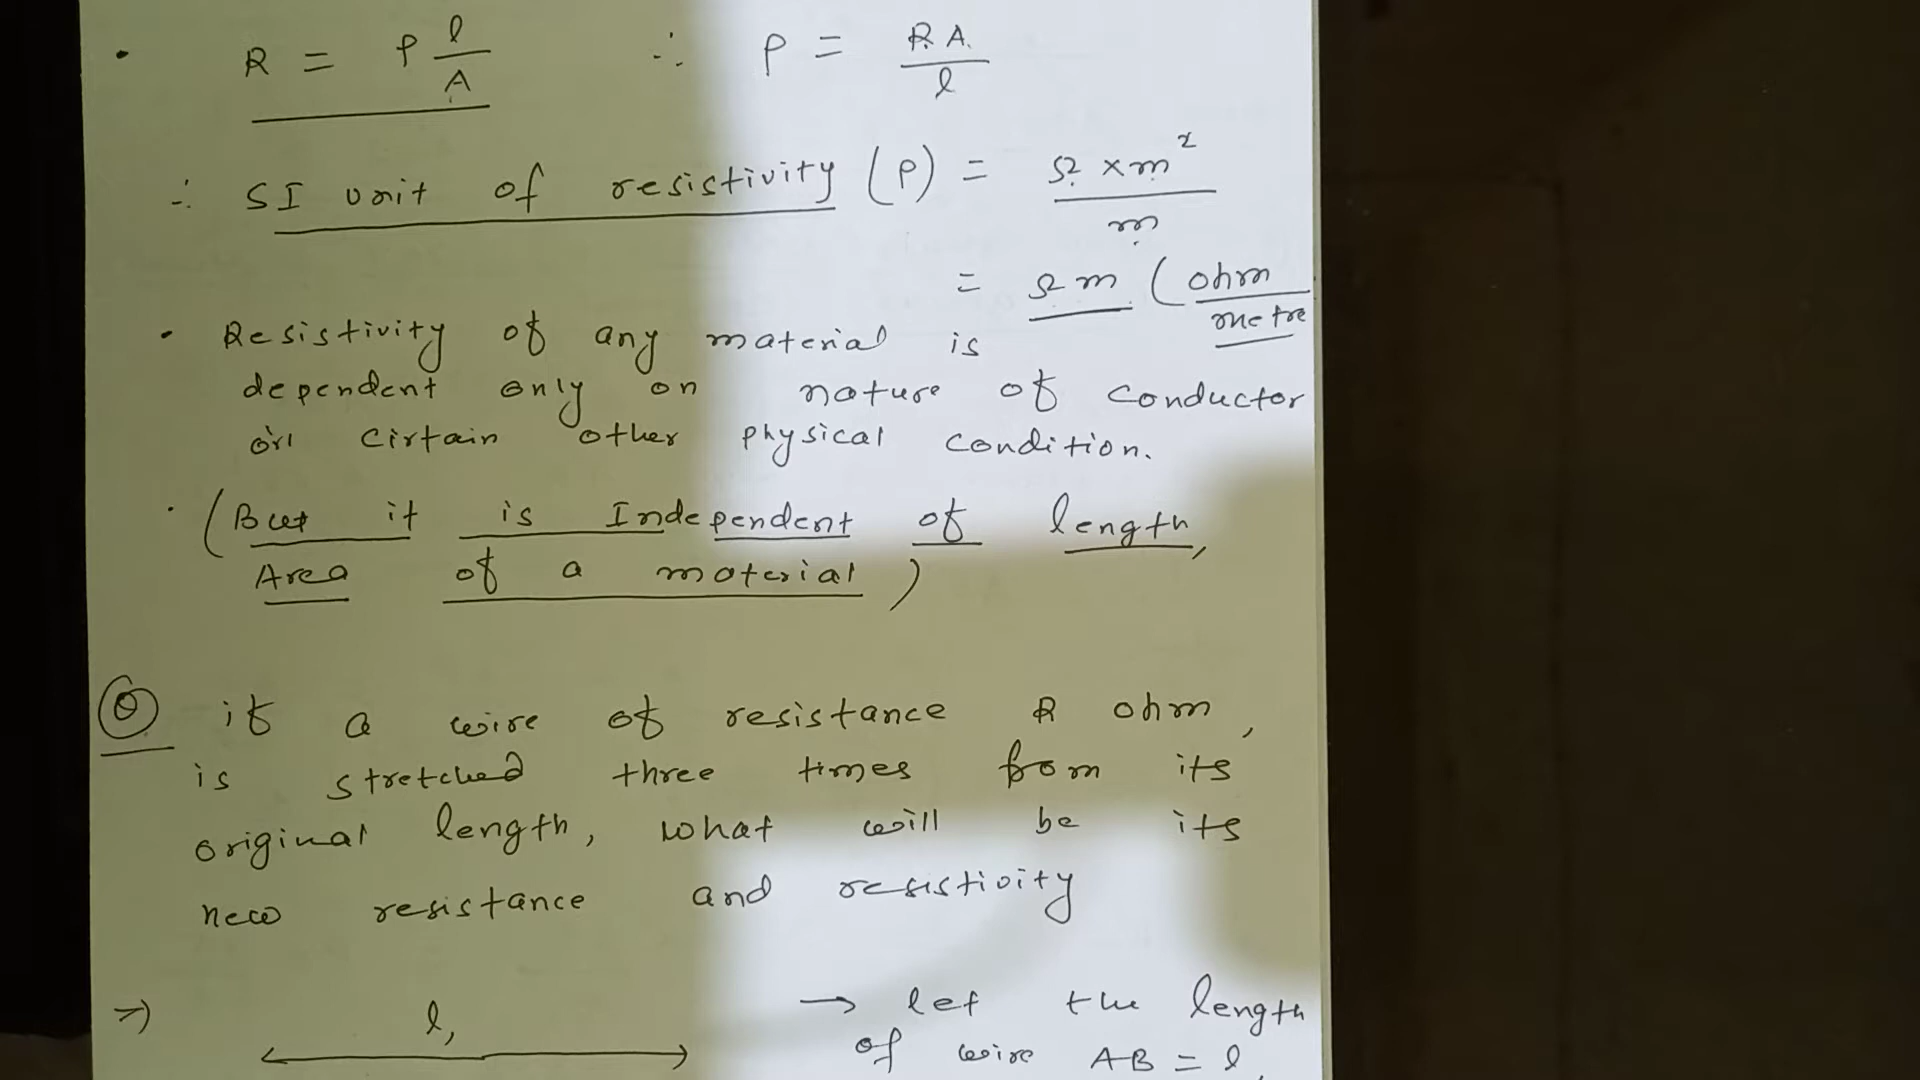 • R = ρ l/A ∴ ρ = R.A./l
∴ SI unit of resistivity (ρ) = Ω × m²/m
= Ωm (ohm metre
• Resistivity of any material is
dependent only on nature of conductor
or cirtain other physical condition.
• (But it is Independent of length,
Area of a material)
Q if a wire of resistance R ohm,
is stretched three times from its
original length, what will be its
new resistance and resistivity
⇒ l₁ → let the length
of wire AB = l